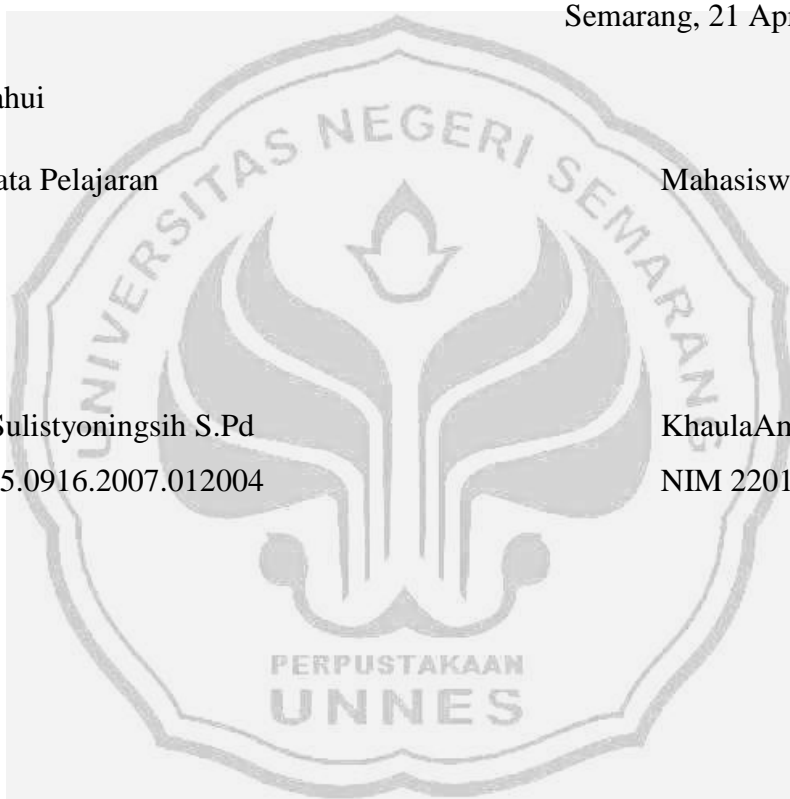 Semarang, 21 Apr
ahui
ata Pelajaran Mahasisw
Sulistyoningsih S.Pd KhaulaAn
5.0916.2007.012004 NIM 2201
UNIVERSITAS NEGERI SEMARANG
PERPUSTAKAAN
UNNES